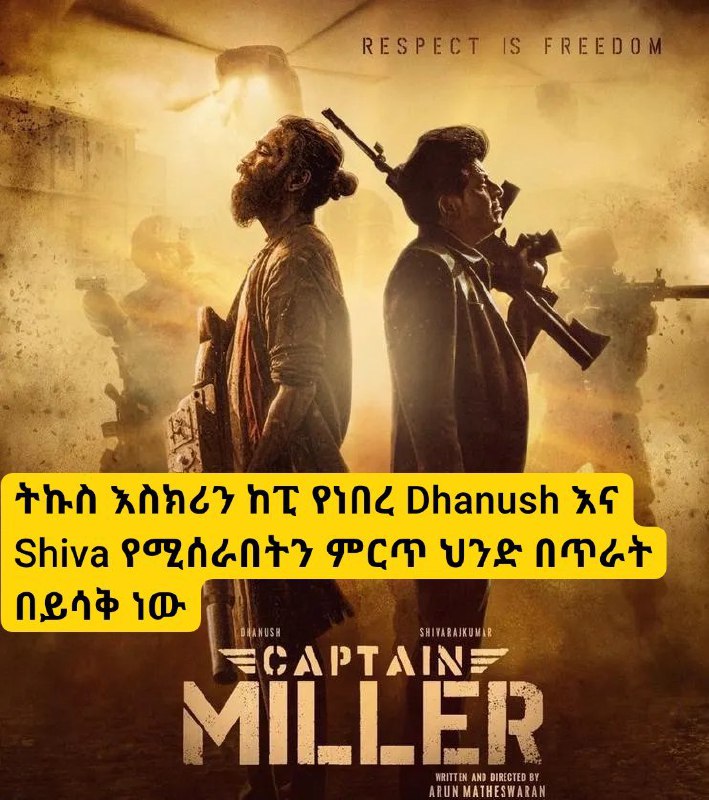 RESPECT IS FREEDOM
ትኩስ እስክሪን ከፒ የነበረ Dhanush እና
Shiva የሚሰራበትን ምርጥ ህንድ በጥራት
በይሳቅ ነው
DHANUSH SHIVARAJKUMAR
CAPTAIN
MILLER
WRITTEN AND DIRECTED BY
ARUN MATHESWARAN